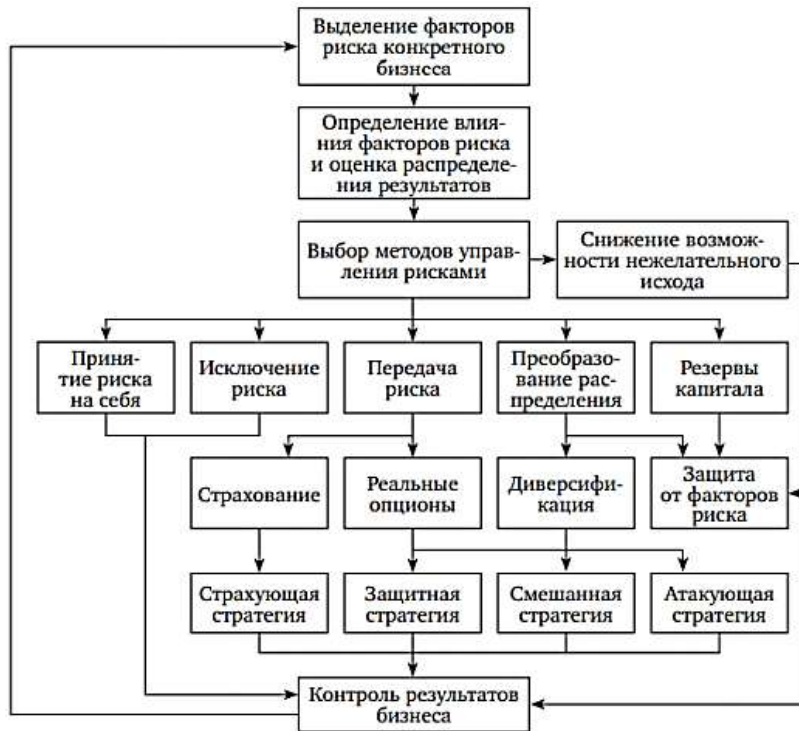 Выделение факторов
риска конкретного
бизнеса
Определение влия-
ния факторов риска
и оценка распределе-
ния результатов
Выбор методов управ-
ления рисками
Снижение возмож-
ности нежелательного
исхода
Приня-
тие риска
на себя
Исключение
риска
Передача
риска
Преобразо-
вание рас-
пределения
Резервы
капитала
Страхование
Реальные
опционы
Диверсифи-
кация
Защита
от факторов
риска
Страхующая
стратегия
Защитная
стратегия
Смешанная
стратегия
Атакующая
стратегия
Контроль результатов
бизнеса